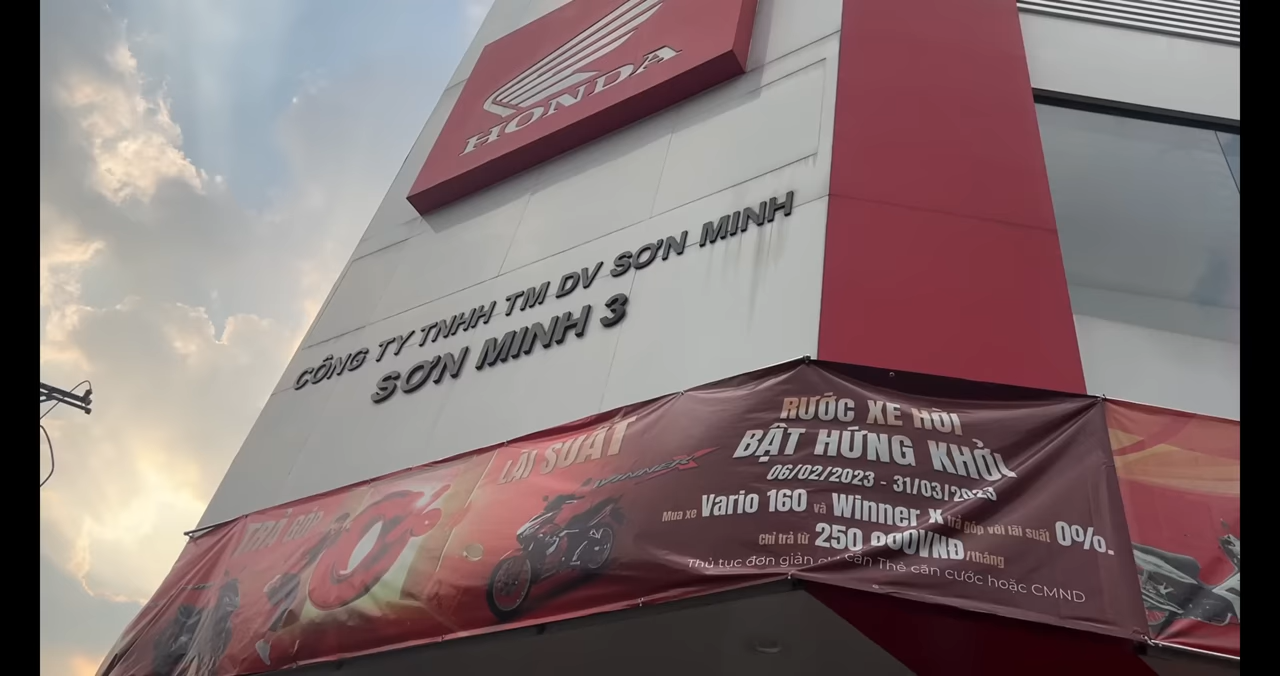 HONDA
CÔNG TY TNHH TM DV SƠN MINH
SƠN MINH 3
TRẢ GÓP
0%
LÃI SUẤT
WINNER X
RƯỚC XE HỜI
BẬT HỨNG KHỞI
06/02/2023 - 31/03/2023
Mua xe Vario 160 và Winner X trả góp với lãi suất 0%.
Chỉ trả từ 250 000VNĐ/tháng
Thủ tục đơn giản chỉ cần Thẻ căn cước hoặc CMND